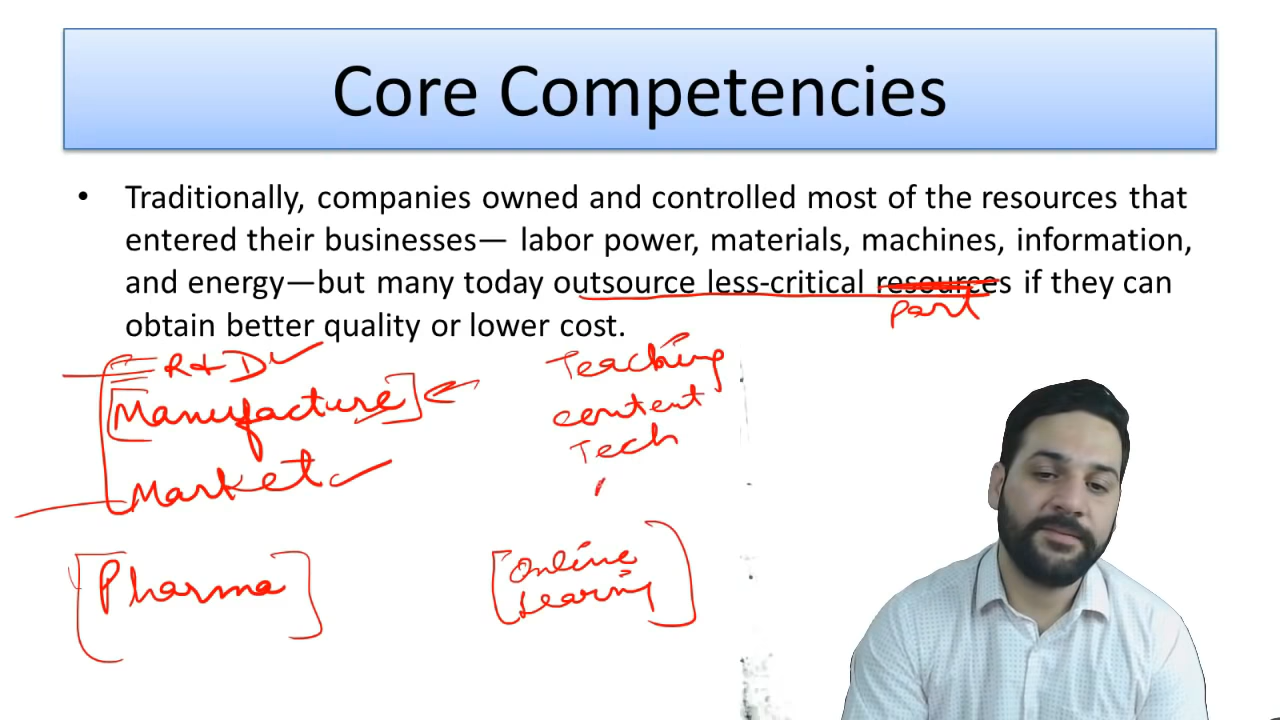 Core Competencies
• Traditionally, companies owned and controlled most of the resources that
entered their businesses— labor power, materials, machines, information,
and energy—but many today outsource less-critical resources if they can
part
obtain better quality or lower cost.
R & D
Manufacture
Market
Pharma
Teaching
content
Tech
Online
Learning